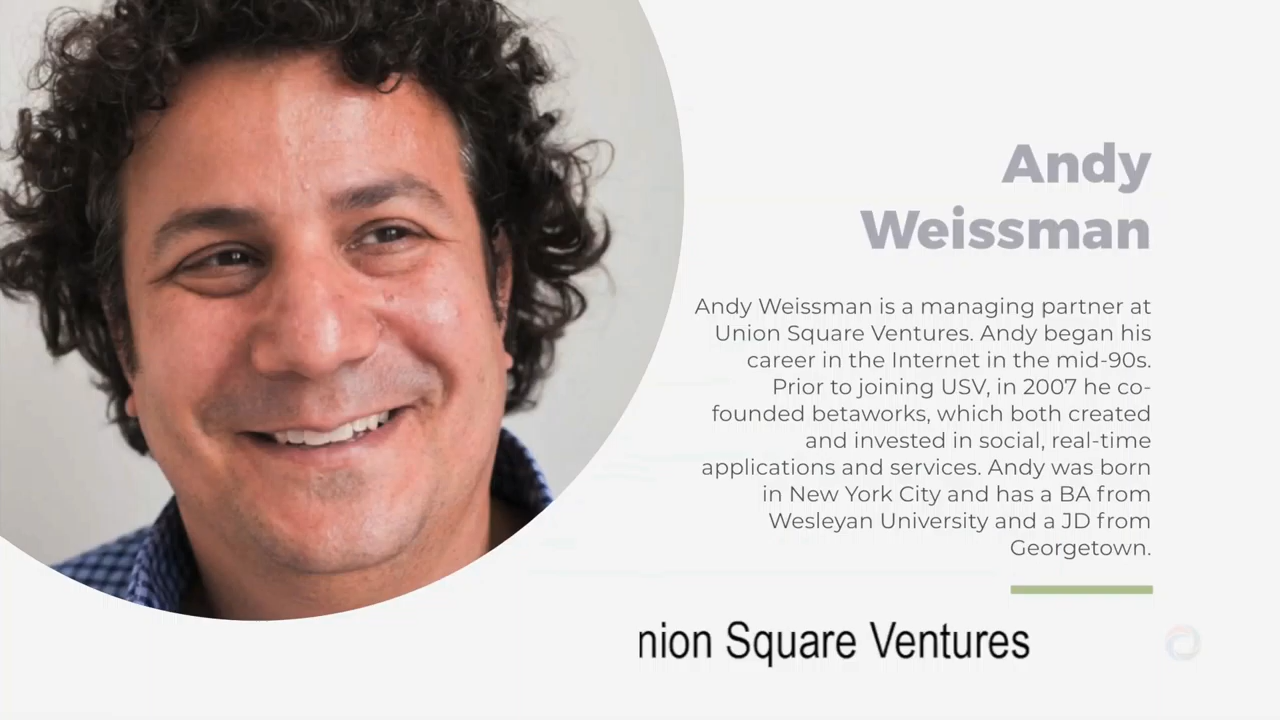 Andy
Weissman
Andy Weissman is a managing partner at
Union Square Ventures. Andy began his
career in the Internet in the mid-90s.
Prior to joining USV, in 2007 he co-
founded betaworks, which both created
and invested in social, real-time
applications and services. Andy was born
in New York City and has a BA from
Wesleyan University and a JD from
Georgetown.
nion Square Ventures